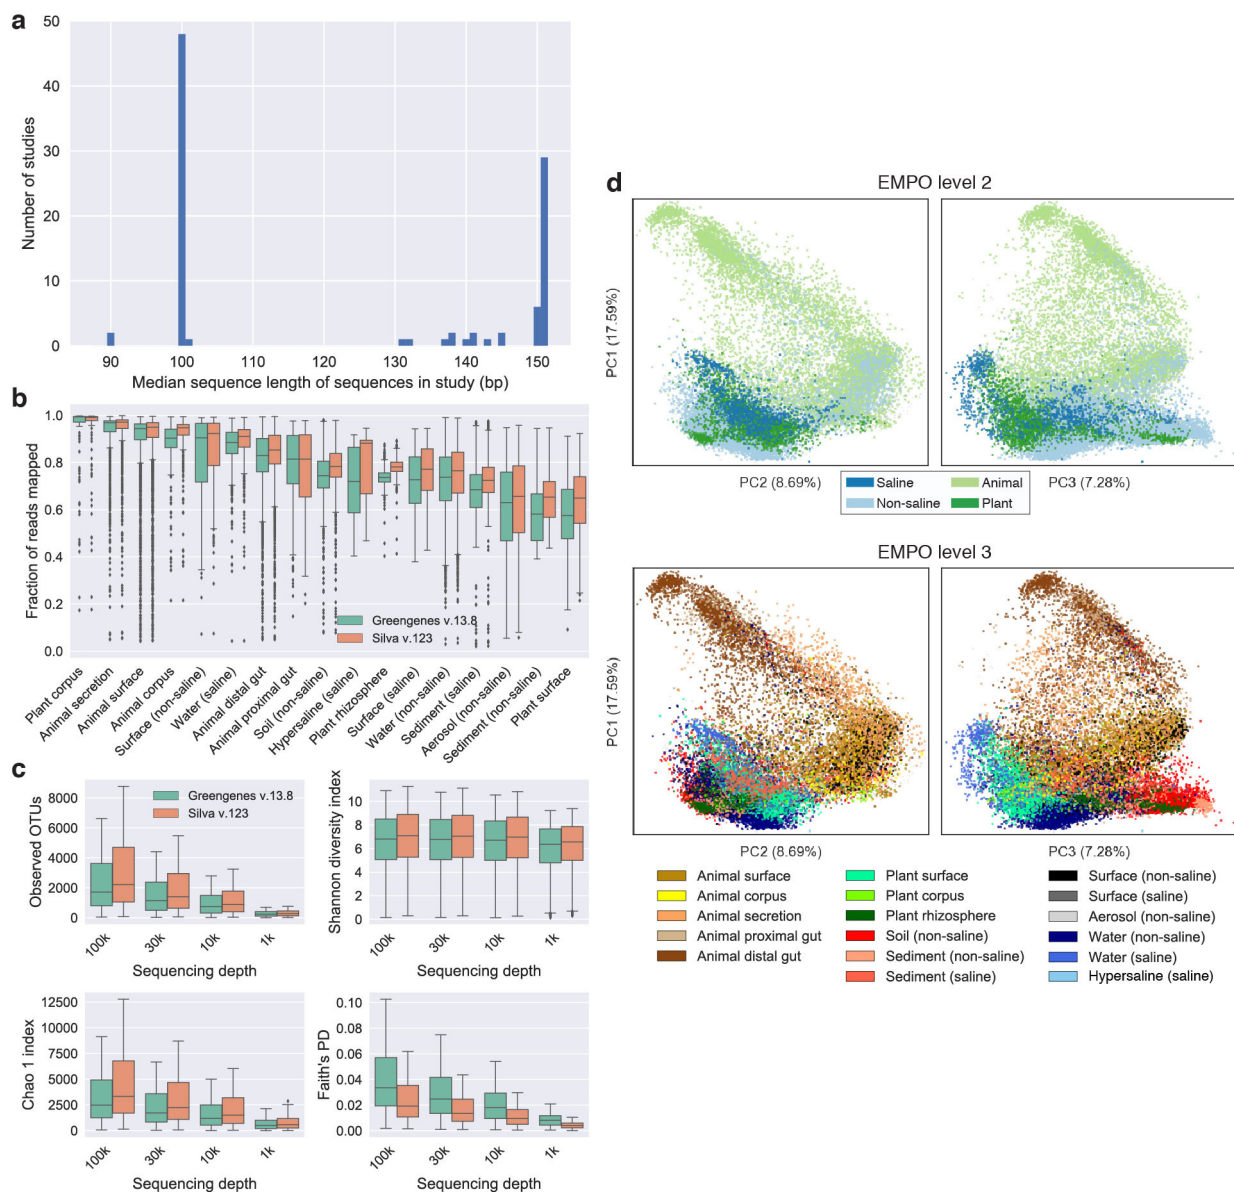 a
50
40
30
20
10
0
Number of studies
90 100 110 120 130 140 150
Median sequence length of sequences in study (bp)
b
1.0
0.8
0.6
0.4
0.2
0.0
Fraction of reads mapped
Greengenes v.13.8
Silva v.123
Plant corpus
Animal secretion
Animal surface
Animal corpus
Surface (non-saline)
Water (saline)
Animal distal gut
Animal proximal gut
Soil (non-saline)
Hypersaline (saline)
Plant rhizosphere
Surface (saline)
Water (non-saline)
Sediment (saline)
Aerosol (non-saline)
Sediment (non-saline)
Plant surface
c
8000
6000
4000
2000
0
Observed OTUs
Greengenes v.13.8
Silva v.123
100k 30k 10k 1k
Sequencing depth
10
8
6
4
2
0
Shannon diversity index
100k 30k 10k 1k
Sequencing depth
12500
10000
7500
5000
2500
0
Chao 1 index
100k 30k 10k 1k
Sequencing depth
0.10
0.08
0.06
0.04
0.02
0.00
Faith's PD
100k 30k 10k 1k
Sequencing depth
d
EMPO level 2
PC1 (17.59%)
PC2 (8.69%)
PC3 (7.28%)
Saline Animal
Non-saline Plant
EMPO level 3
PC1 (17.59%)
PC2 (8.69%)
PC3 (7.28%)
Animal surface
Animal corpus
Animal secretion
Animal proximal gut
Animal distal gut
Plant surface
Plant corpus
Plant rhizosphere
Soil (non-saline)
Sediment (non-saline)
Sediment (saline)
Surface (non-saline)
Surface (saline)
Aerosol (non-saline)
Water (non-saline)
Water (saline)
Hypersaline (saline)